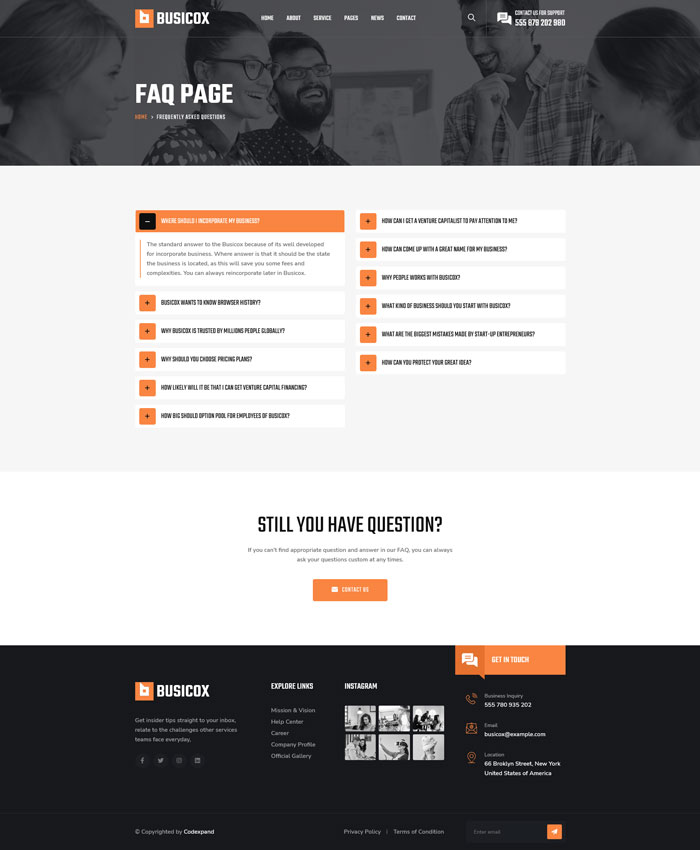 BUSICOX
HOME ABOUT SERVICE PAGES NEWS CONTACT
CONTACT US FOR SUPPORT
555 879 202 980
FAQ PAGE
HOME > FREQUENTLY ASKED QUESTIONS
WHERE SHOULD I INCORPORATE MY BUSINESS?
The standard answer to the Busicox because of its well developed
for incorporate business. Where answer is that it should be the state
the business is located, as this will save you some fees and
complexities. You can always reincorporate later in Busicox.
BUSICOX WANTS TO KNOW BROWSER HISTORY?
WHY BUSICOX IS TRUSTED BY MILLIONS PEOPLE GLOBALLY?
WHY SHOULD YOU CHOOSE PRICING PLANS?
HOW LIKELY WILL IT BE THAT I CAN GET VENTURE CAPITAL FINANCING?
HOW BIG SHOULD OPTION POOL FOR EMPLOYEES OF BUSICOX?
HOW CAN I GET A VENTURE CAPITALIST TO PAY ATTENTION TO ME?
HOW CAN COME UP WITH A GREAT NAME FOR MY BUSINESS?
WHY PEOPLE WORKS WITH BUSICOX?
WHAT KIND OF BUSINESS SHOULD YOU START WITH BUSICOX?
WHAT ARE THE BIGGEST MISTAKES MADE BY START-UP ENTREPRENEURS?
HOW CAN YOU PROTECT YOUR GREAT IDEA?
STILL YOU HAVE QUESTION?
If you can't find appropriate question and answer in our FAQ, you can always
ask your questions custom at any times.
CONTACT US
BUSICOX
Get insider tips straight to your inbox,
relate to the challenges other services
teams face everyday,
EXPLORE LINKS
Mission & Vision
Help Center
Career
Company Profile
Official Gallery
INSTAGRAM
GET IN TOUCH
Business Inquiry
555 780 935 202
Email
busicox@example.com
Location
66 Broklyn Street, New York
United States of America
© Copyrighted by Codexpand
Privacy Policy | Terms of Condition
Enter email